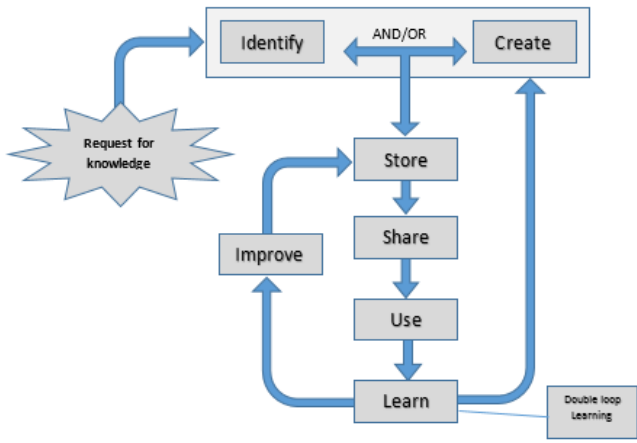 Identify
AND/OR
Create
Request for
knowledge
Store
Share
Improve
Use
Learn
Double loop
Learning